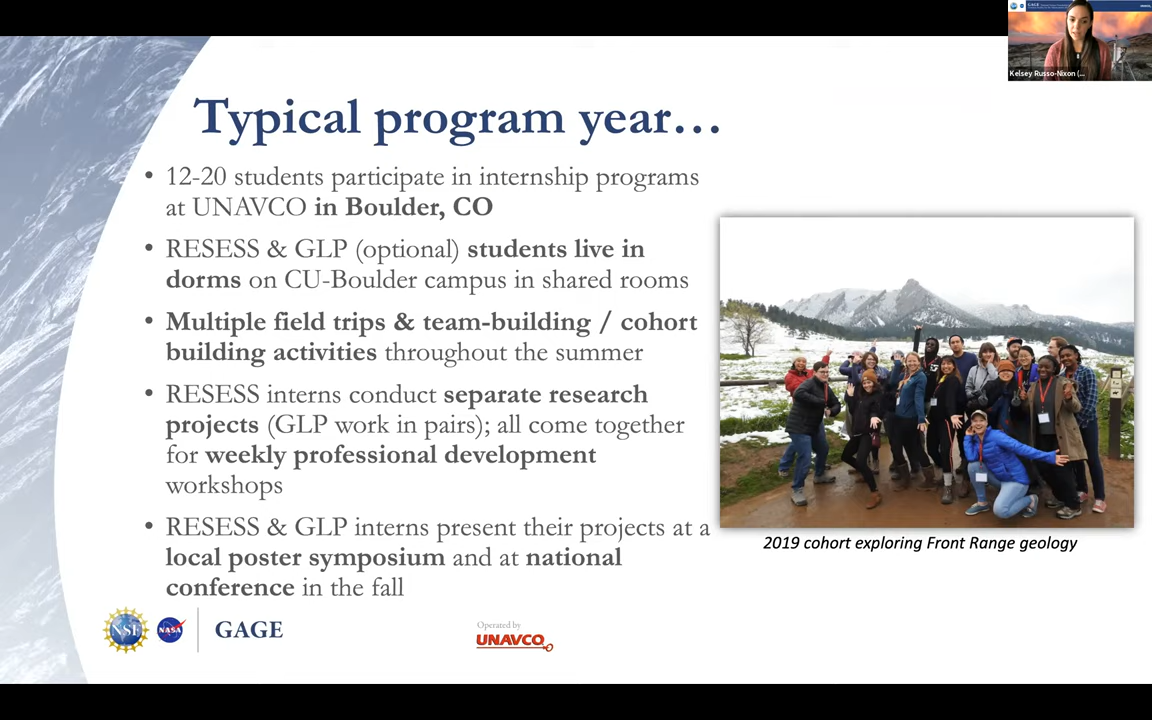 GAGE
Kelsey Russo-Nixon (...
Typical program year…
• 12-20 students participate in internship programs
at UNAVCO in Boulder, CO
• RESESS & GLP (optional) students live in
dorms on CU-Boulder campus in shared rooms
• Multiple field trips & team-building / cohort
building activities throughout the summer
• RESESS interns conduct separate research
projects (GLP work in pairs); all come together
for weekly professional development
workshops
• RESESS & GLP interns present their projects at a
local poster symposium and at national
conference in the fall
2019 cohort exploring Front Range geology
NSF
NASA
GAGE
Operated by
UNAVCO